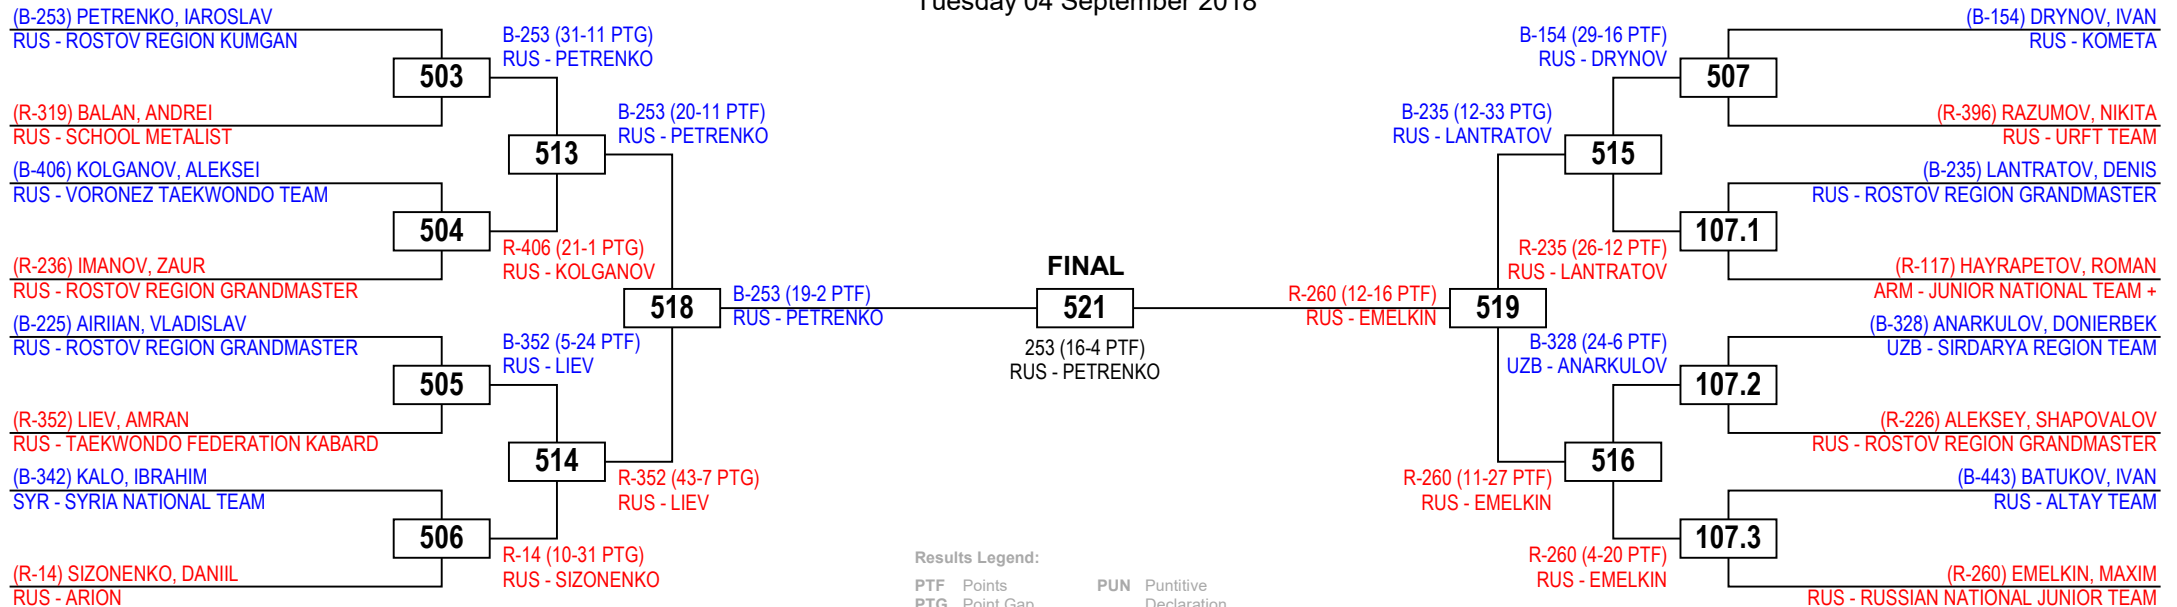 Tuesday 04 September 2018
(B-253) PETRENKO, IAROSLAV
RUS - ROSTOV REGION KUMGAN
503
(R-319) BALAN, ANDREI
RUS - SCHOOL METALIST
(B-406) KOLGANOV, ALEKSEI
RUS - VORONEZ TAEKWONDO TEAM
504
(R-236) IMANOV, ZAUR
RUS - ROSTOV REGION GRANDMASTER
(B-225) AIRIIAN, VLADISLAV
RUS - ROSTOV REGION GRANDMASTER
505
(R-352) LIEV, AMRAN
RUS - TAEKWONDO FEDERATION KABARD
(B-342) KALO, IBRAHIM
SYR - SYRIA NATIONAL TEAM
506
(R-14) SIZONENKO, DANIIL
RUS - ARION
B-253 (31-11 PTG)
RUS - PETRENKO
513
R-406 (21-1 PTG)
RUS - KOLGANOV
B-352 (5-24 PTF)
RUS - LIEV
514
R-14 (10-31 PTG)
RUS - SIZONENKO
B-253 (20-11 PTF)
RUS - PETRENKO
518
R-352 (43-7 PTG)
RUS - LIEV
B-253 (19-2 PTF)
RUS - PETRENKO
FINAL
521
253 (16-4 PTF)
RUS - PETRENKO
R-260 (12-16 PTF)
RUS - EMELKIN
B-235 (12-33 PTG)
RUS - LANTRATOV
519
R-260 (11-27 PTF)
RUS - EMELKIN
B-154 (29-16 PTF)
RUS - DRYNOV
515
R-235 (26-12 PTF)
RUS - LANTRATOV
B-328 (24-6 PTF)
UZB - ANARKULOV
516
R-260 (4-20 PTF)
RUS - EMELKIN
(B-154) DRYNOV, IVAN
RUS - KOMETA
507
(R-396) RAZUMOV, NIKITA
RUS - URFT TEAM
(B-235) LANTRATOV, DENIS
RUS - ROSTOV REGION GRANDMASTER
107.1
(R-117) HAYRAPETOV, ROMAN
ARM - JUNIOR NATIONAL TEAM +
(B-328) ANARKULOV, DONIERBEK
UZB - SIRDARYA REGION TEAM
107.2
(R-226) ALEKSEY, SHAPOVALOV
RUS - ROSTOV REGION GRANDMASTER
(B-443) BATUKOV, IVAN
RUS - ALTAY TEAM
107.3
(R-260) EMELKIN, MAXIM
RUS - RUSSIAN NATIONAL JUNIOR TEAM
Results Legend:
PTF Points PUN Puntitive
PTG Point Gap Declaration